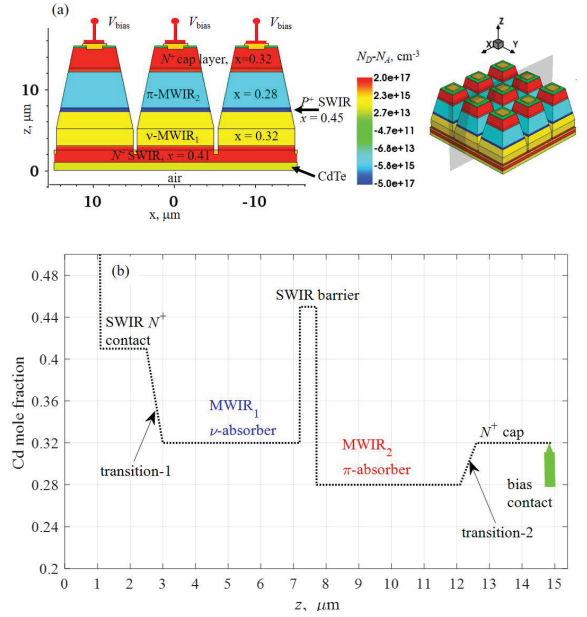 (a)
V_bias V_bias V_bias
N⁺ cap layer, x=0.32
π-MWIR₂ x = 0.28
P⁺ SWIR
x = 0.45
ν-MWIR₁ x = 0.32
N⁺ SWIR, x = 0.41
air
CdTe
z, μm
10
0
10 0 -10
x, μm
N_D-N_A, cm⁻³
2.0e+17
2.3e+15
4.7e+13
-4.7e+11
-6.8e+13
-5.8e+15
-5.0e+17
Z
X Y
(b)
Cd mole fraction
0.48
0.44
0.4
0.36
0.32
0.28
0.24
0.2
SWIR N⁺
contact
SWIR barrier
MWIR₁
ν-absorber
transition-1
MWIR₂
π-absorber
N⁺ cap
bias
contact
transition-2
0 1 2 3 4 5 6 7 8 9 10 11 12 13 14 15
z, μm